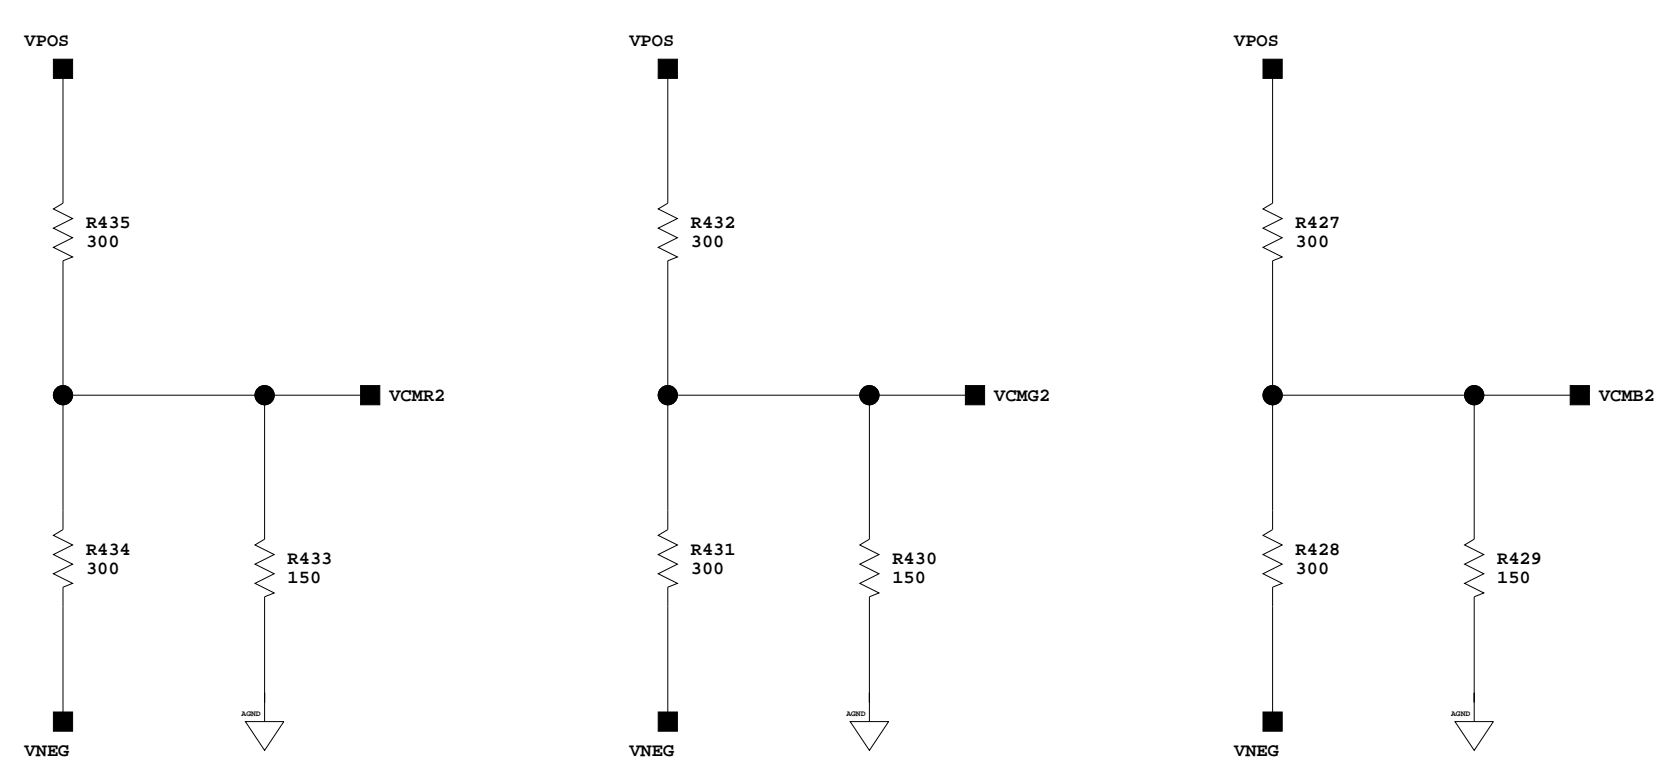 VPOS
R435
300
VCMR2
R434
300
R433
150
AGND
VNEG
VPOS
R432
300
VCMG2
R431
300
R430
150
AGND
VNEG
VPOS
R427
300
VCMB2
R428
300
R429
150
AGND
VNEG